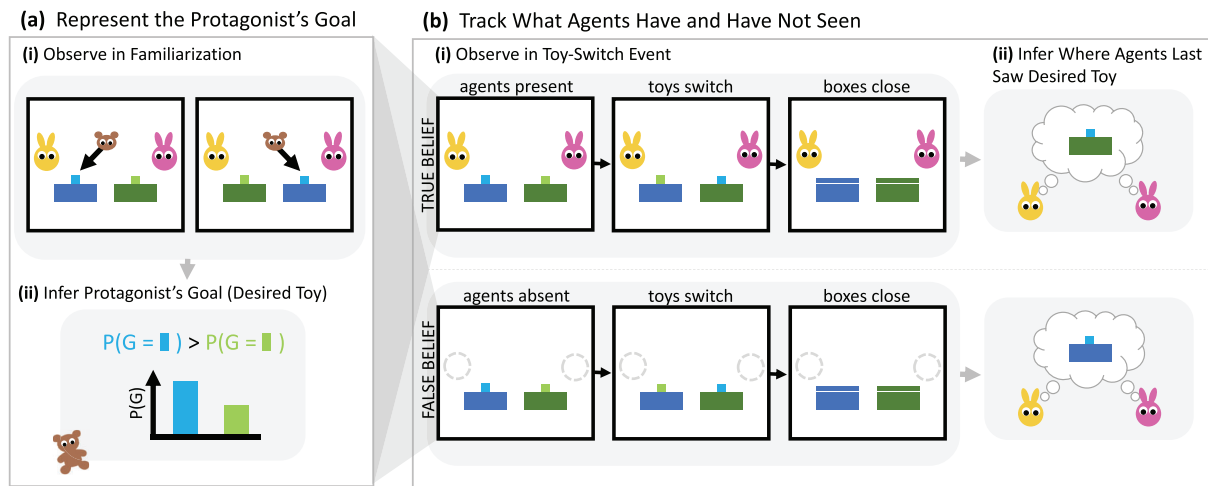 (a) Represent the Protagonist's Goal
(i) Observe in Familiarization
(ii) Infer Protagonist's Goal (Desired Toy)
P(G = ) > P(G = )
P(G)
(b) Track What Agents Have and Have Not Seen
(i) Observe in Toy-Switch Event
TRUE BELIEF
agents present
toys switch
boxes close
(ii) Infer Where Agents Last
Saw Desired Toy
FALSE BELIEF
agents absent
toys switch
boxes close